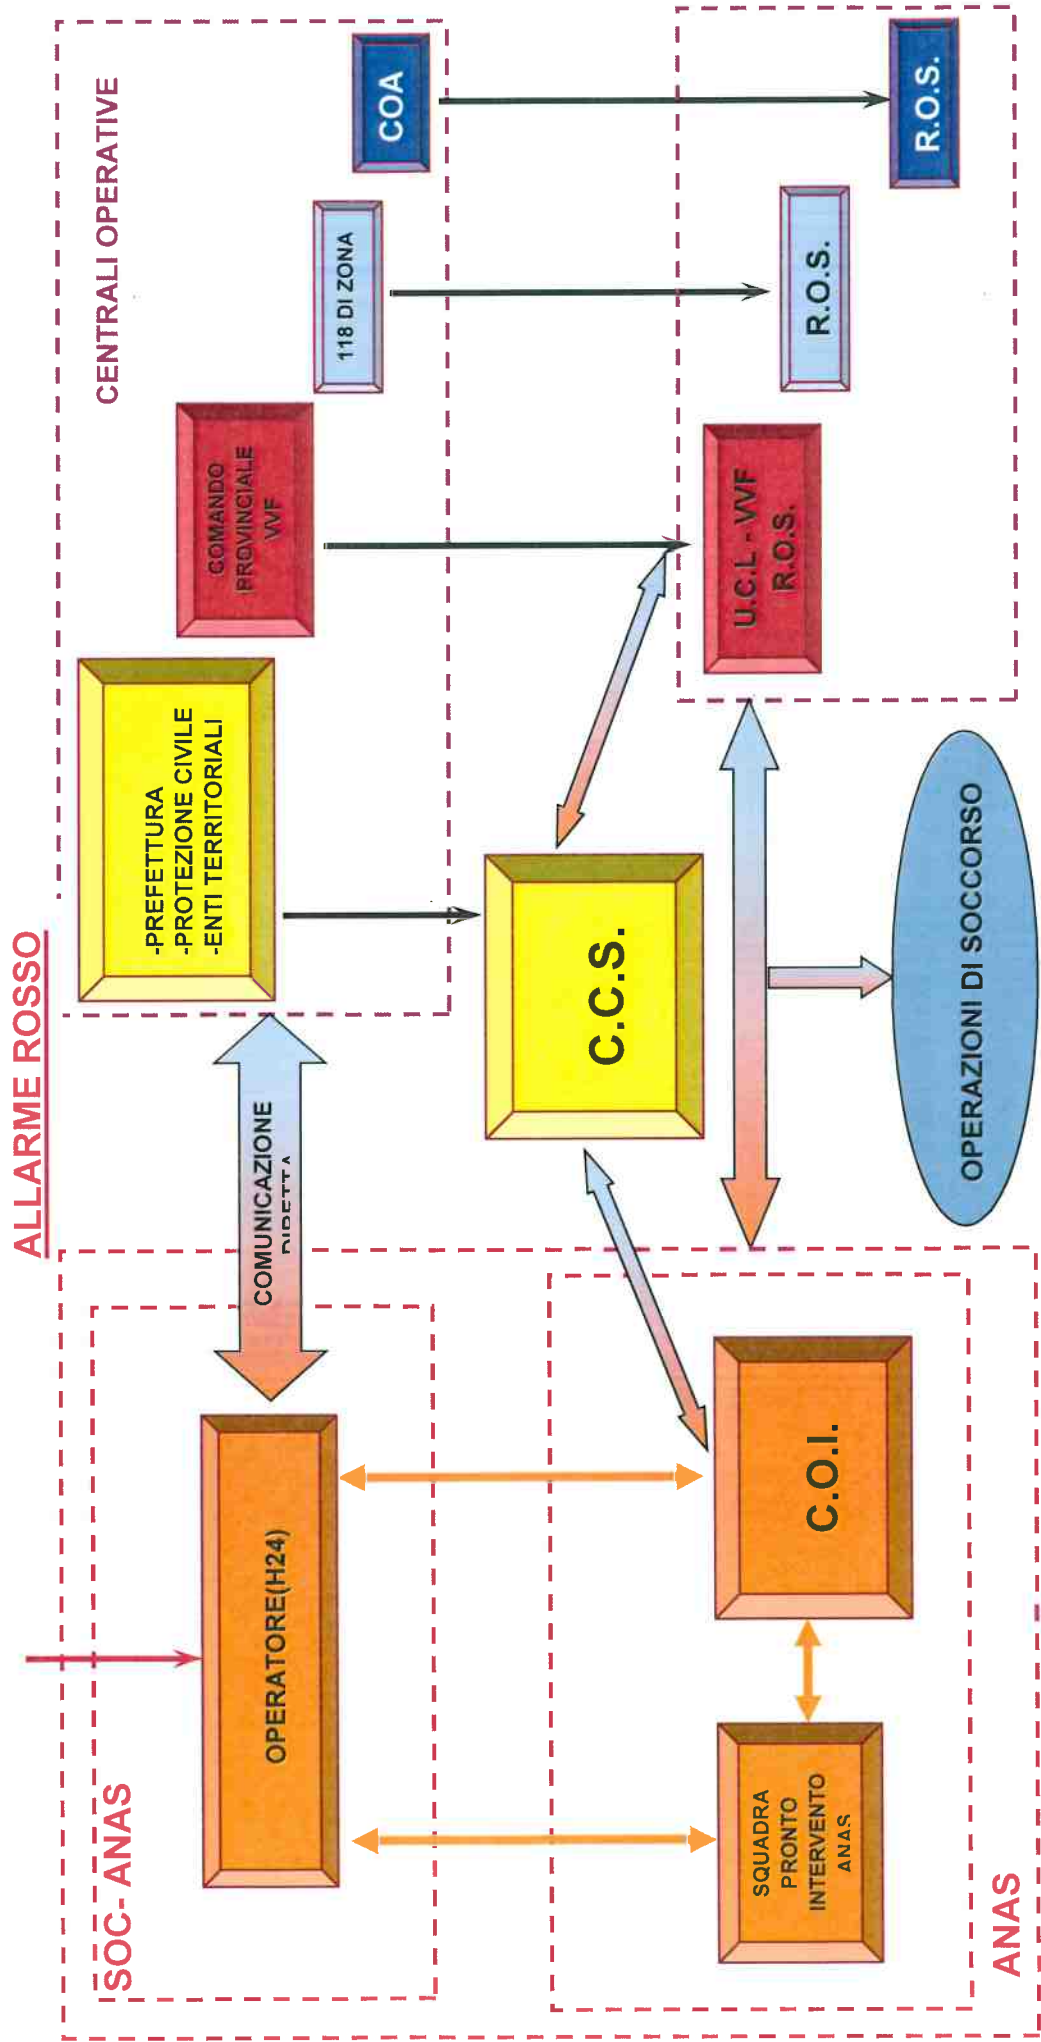 ALLARME ROSSO
SOC- ANAS
OPERATORE(H24)
COMUNICAZIONE
DIRETTA
-PREFETTURA
-PROTEZIONE CIVILE
-ENTI TERRITORIALI
COMANDO
PROVINCIALE
VVF
118 DI ZONA
COA
CENTRALI OPERATIVE
C.C.S.
SQUADRA
PRONTO
INTERVENTO
ANAS
C.O.I.
U.C.L - VVF
R.O.S.
R.O.S.
R.O.S.
OPERAZIONI DI SOCCORSO
ANAS